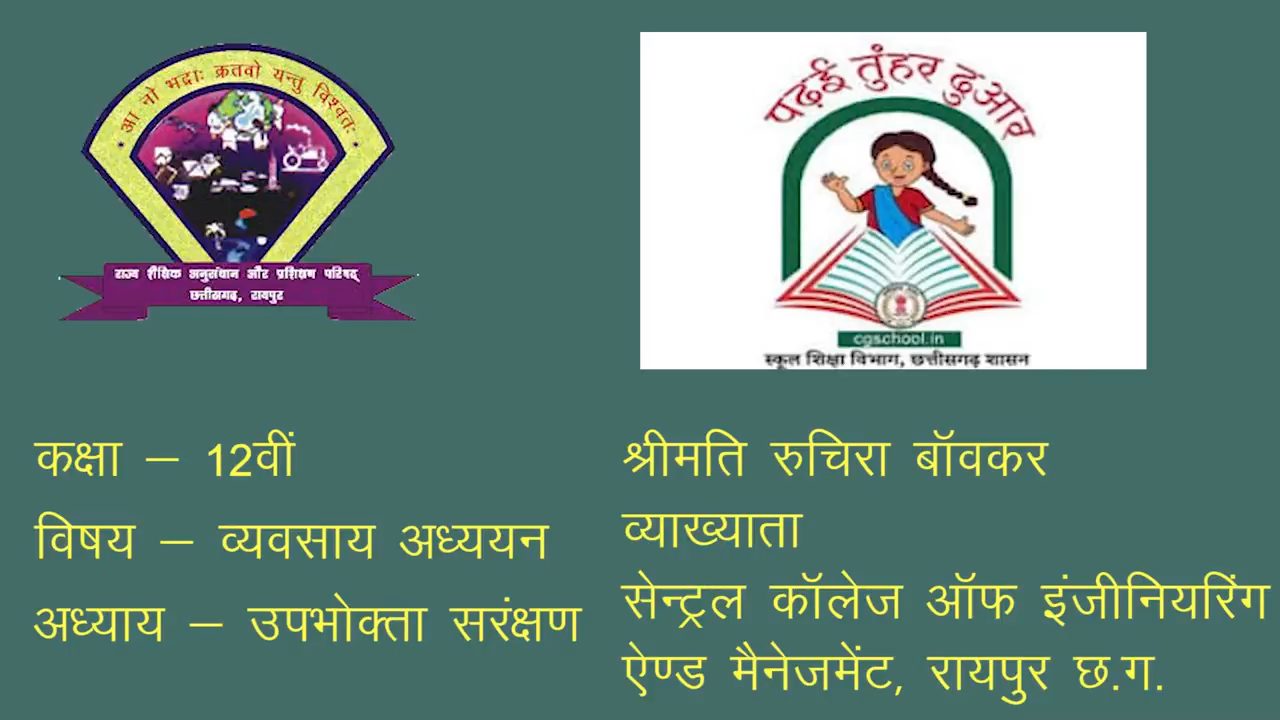 आ नो भद्राः क्रतवो यन्तु विश्वतः
राज्य शैक्षिक अनुसंधान और प्रशिक्षण परिषद्
छत्तीसगढ़, रायपुर
पढ़ई तुंहर दुआर
cgschool.in
स्कूल शिक्षा विभाग, छत्तीसगढ़ शासन
कक्षा – 12वीं
विषय – व्यवसाय अध्ययन
अध्याय – उपभोक्ता सरंक्षण
श्रीमति रुचिरा बॉवकर
व्याख्याता
सेन्ट्रल कॉलेज ऑफ इंजीनियरिंग
ऐण्ड मैनेजमेंट, रायपुर छ.ग.